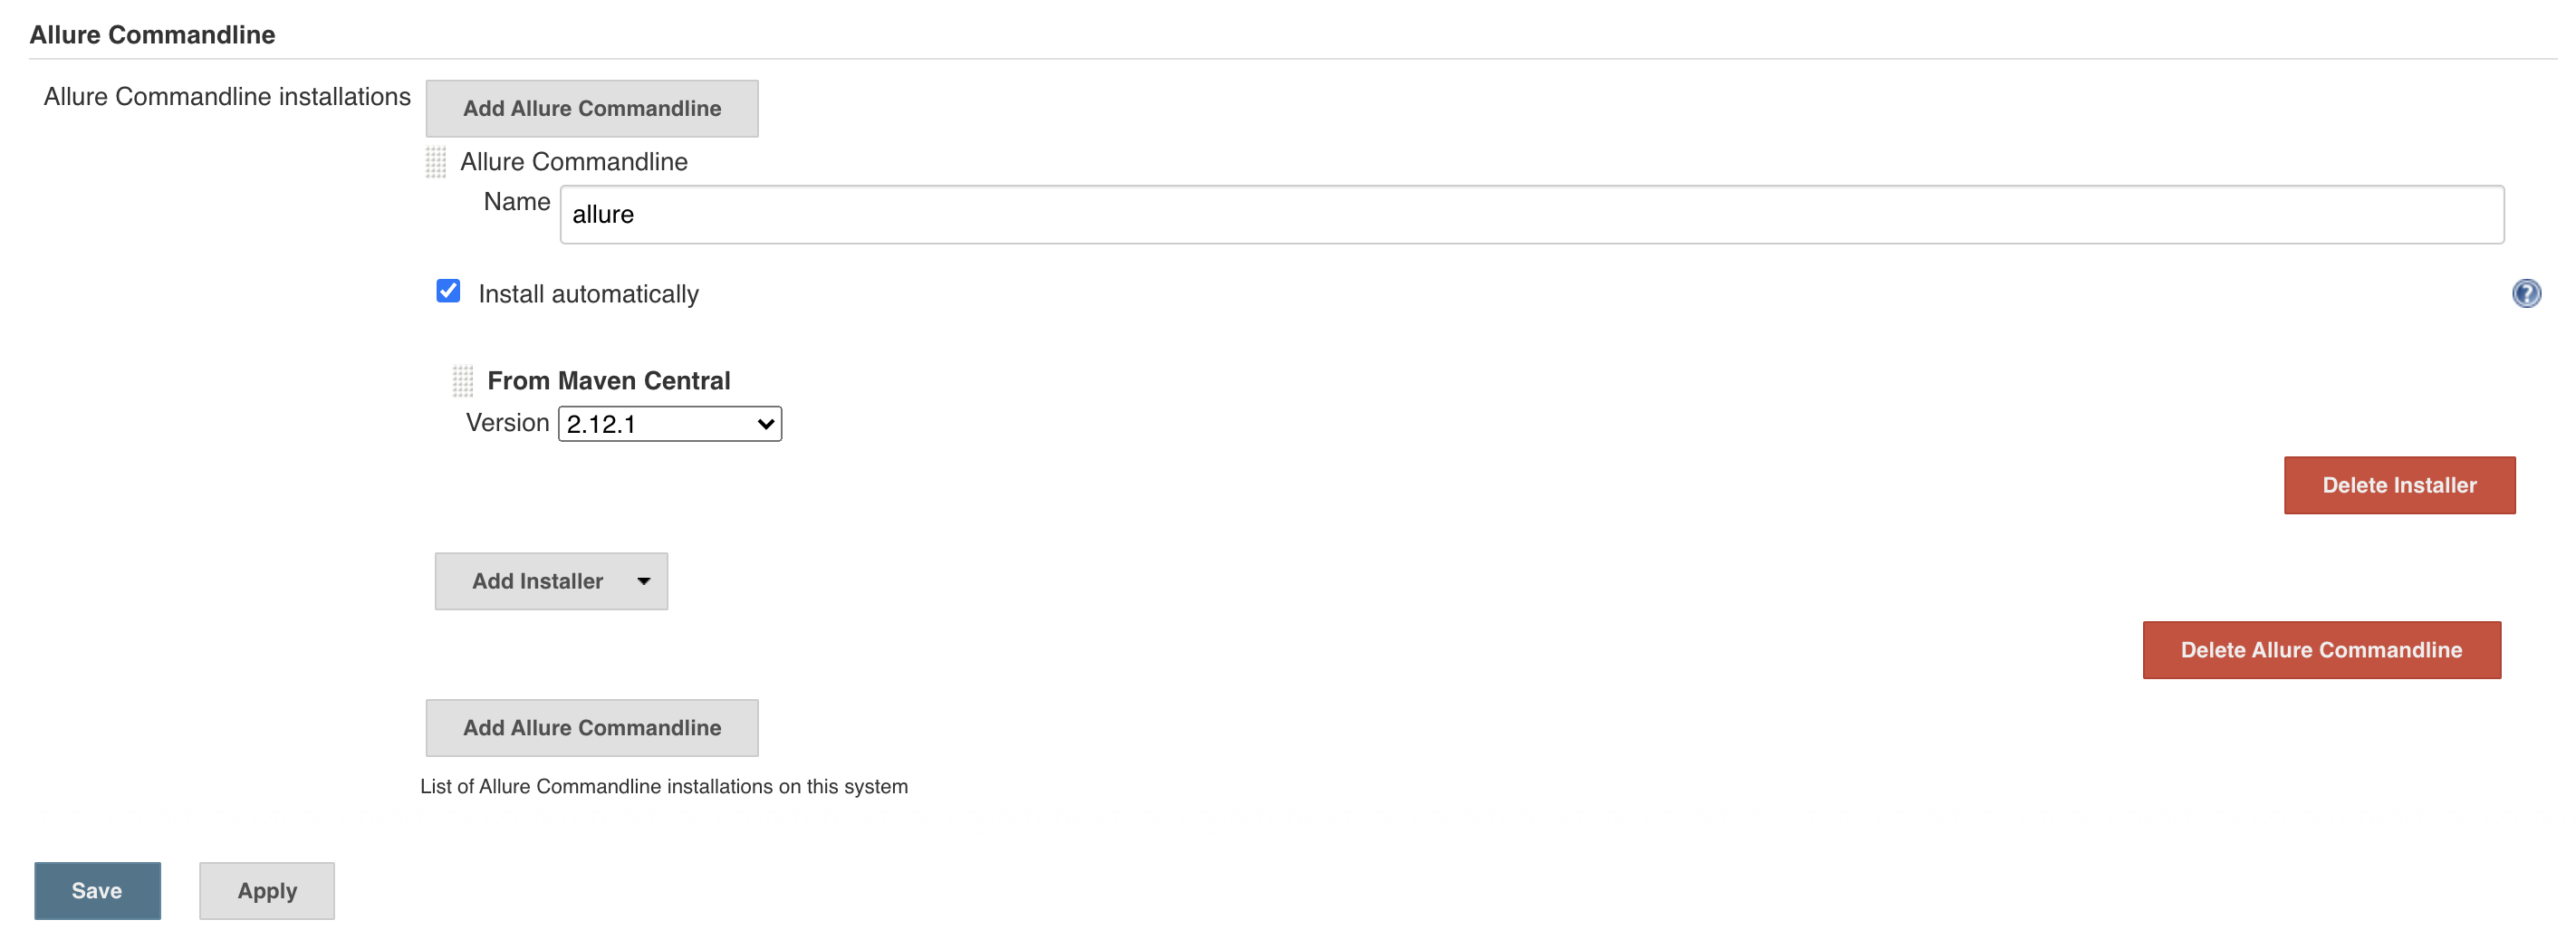 Allure Commandline
Allure Commandline installations
Add Allure Commandline
Allure Commandline
Name allure
Install automatically
?
From Maven Central
Version 2.12.1
Delete Installer
Add Installer
Delete Allure Commandline
Add Allure Commandline
List of Allure Commandline installations on this system
Save Apply